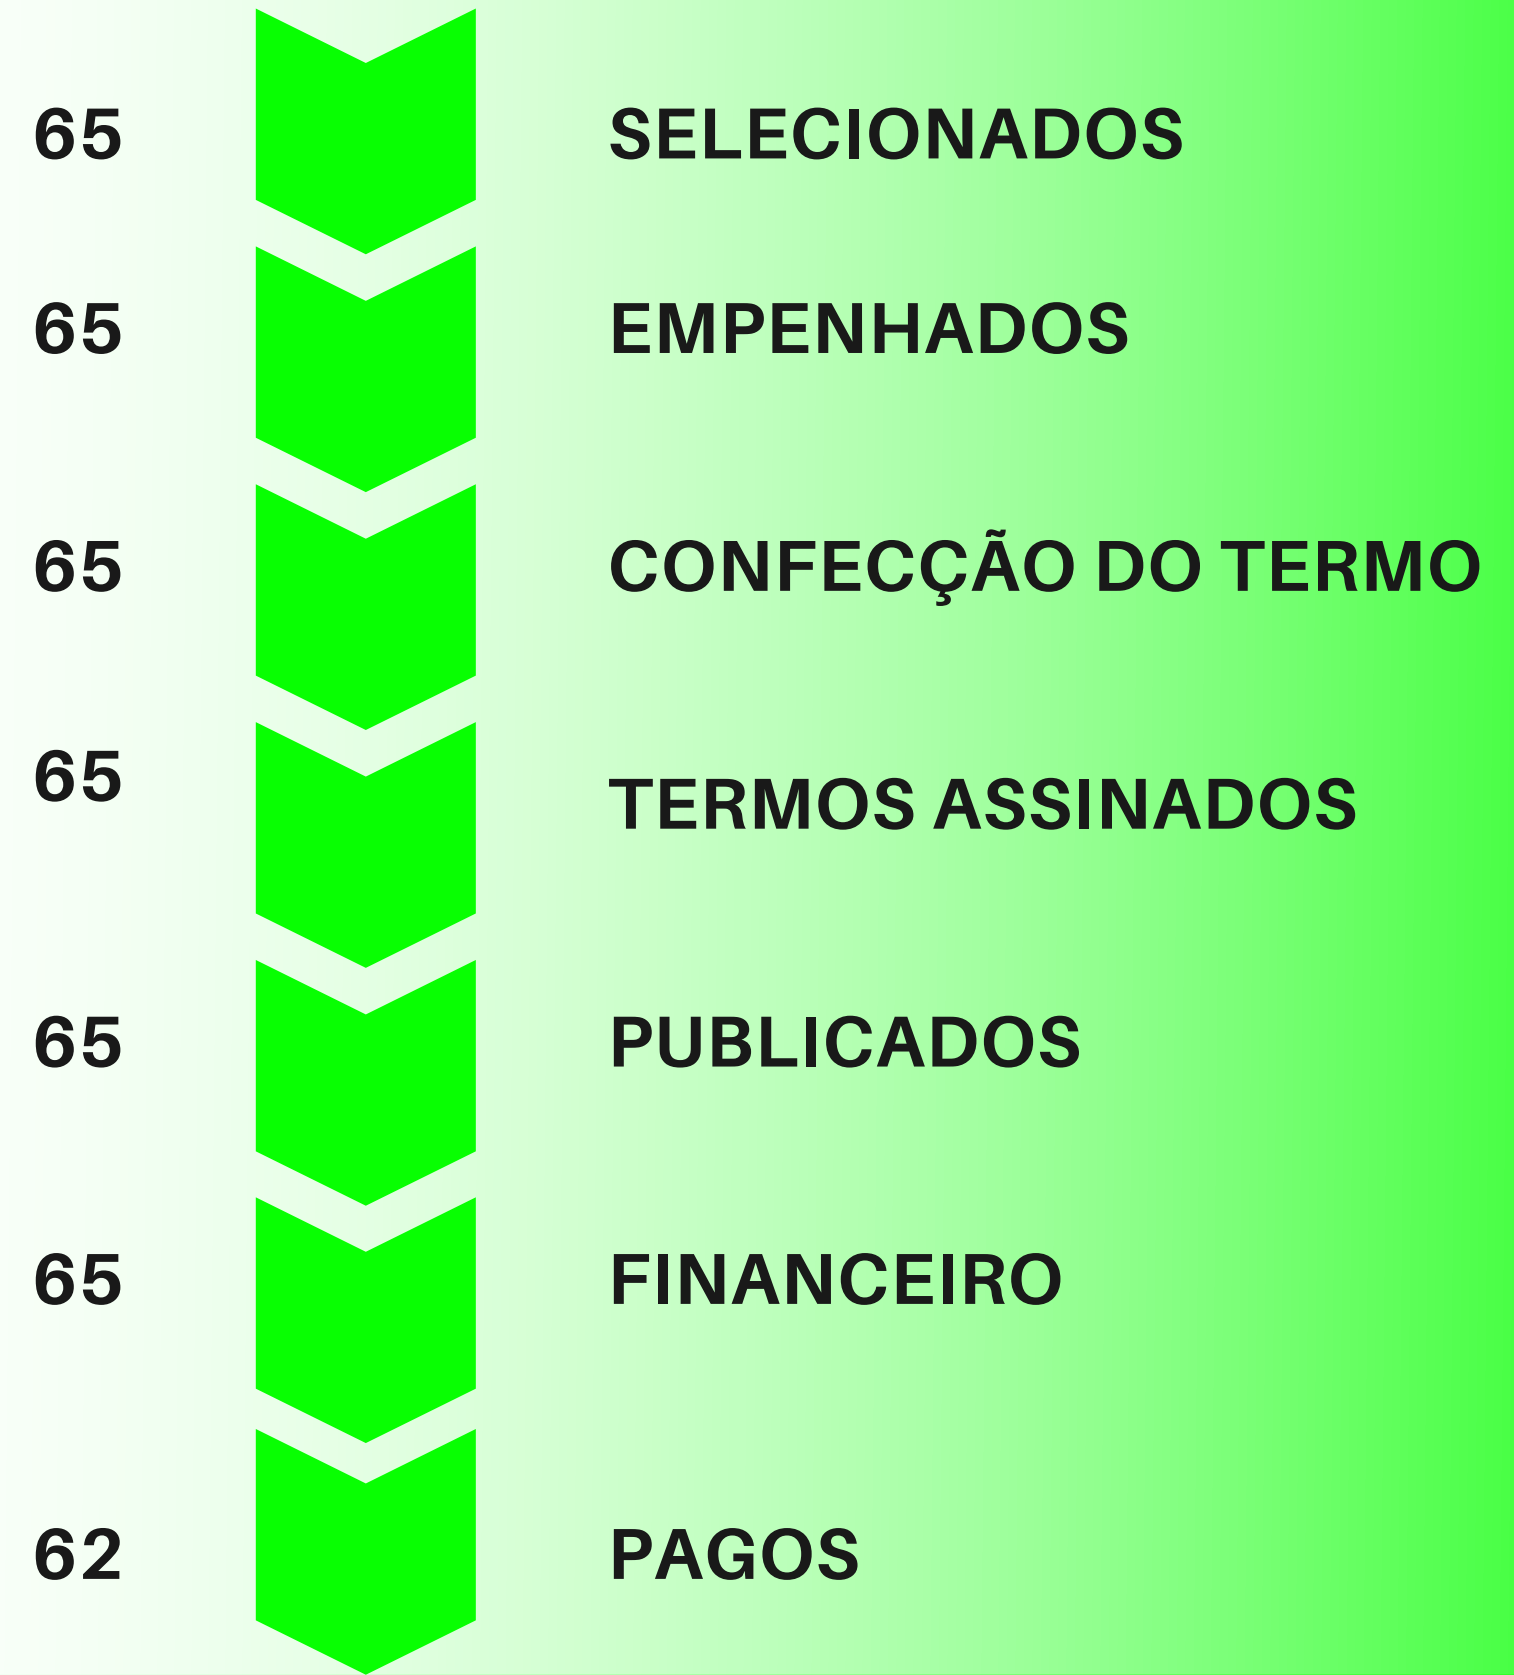 65 SELECIONADOS
65 EMPENHADOS
65 CONFECÇÃO DO TERMO
65 TERMOS ASSINADOS
65 PUBLICADOS
65 FINANCEIRO
62 PAGOS